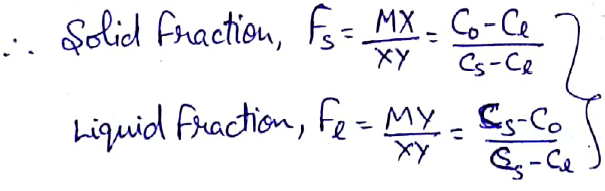 ∴ Solid Fraction, Fs = MX/XY = (Co-Cl)/(Cs-Cl)
Liquid Fraction, Fl = MY/XY = (Cs-Co)/(Cs-Cl)